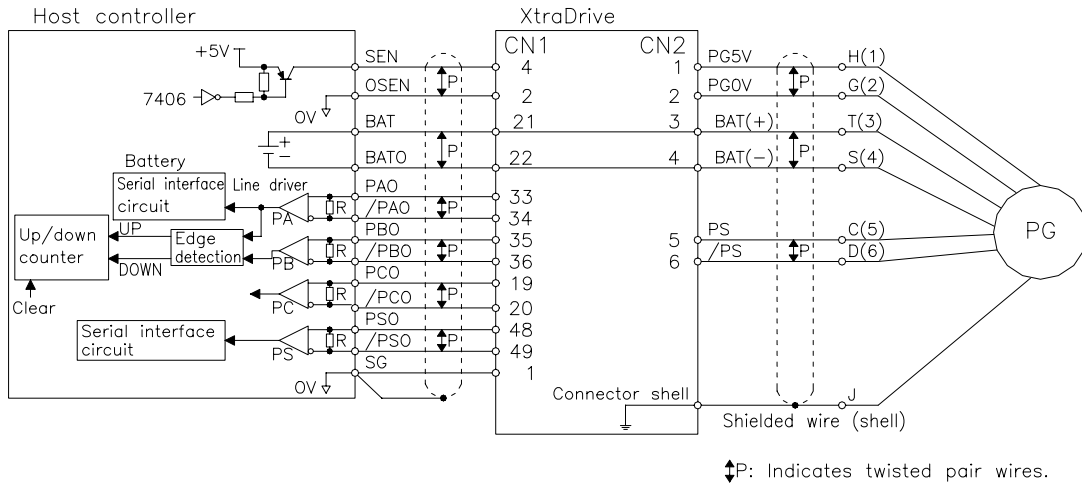 Host controller
XtraDrive
+5V
7406
0V
SEN
0SEN
BAT
BAT0
P
P
Battery
Serial interface circuit
Line driver
PA
PAO
/PAO
R
P
Up/down counter
UP
DOWN
Edge detection
PB
PBO
/PBO
R
P
Clear
PC
PCO
/PCO
R
P
Serial interface circuit
PS
PSO
/PSO
R
P
SG
0V
CN1
4
2
21
22
33
34
35
36
19
20
48
49
1
CN2
1
2
3
4
5
6
Connector shell
PG5V
PG0V
BAT(+)
BAT(−)
PS
/PS
P
P
P
H(1)
G(2)
T(3)
S(4)
C(5)
D(6)
J
PG
Shielded wire (shell)
P: Indicates twisted pair wires.